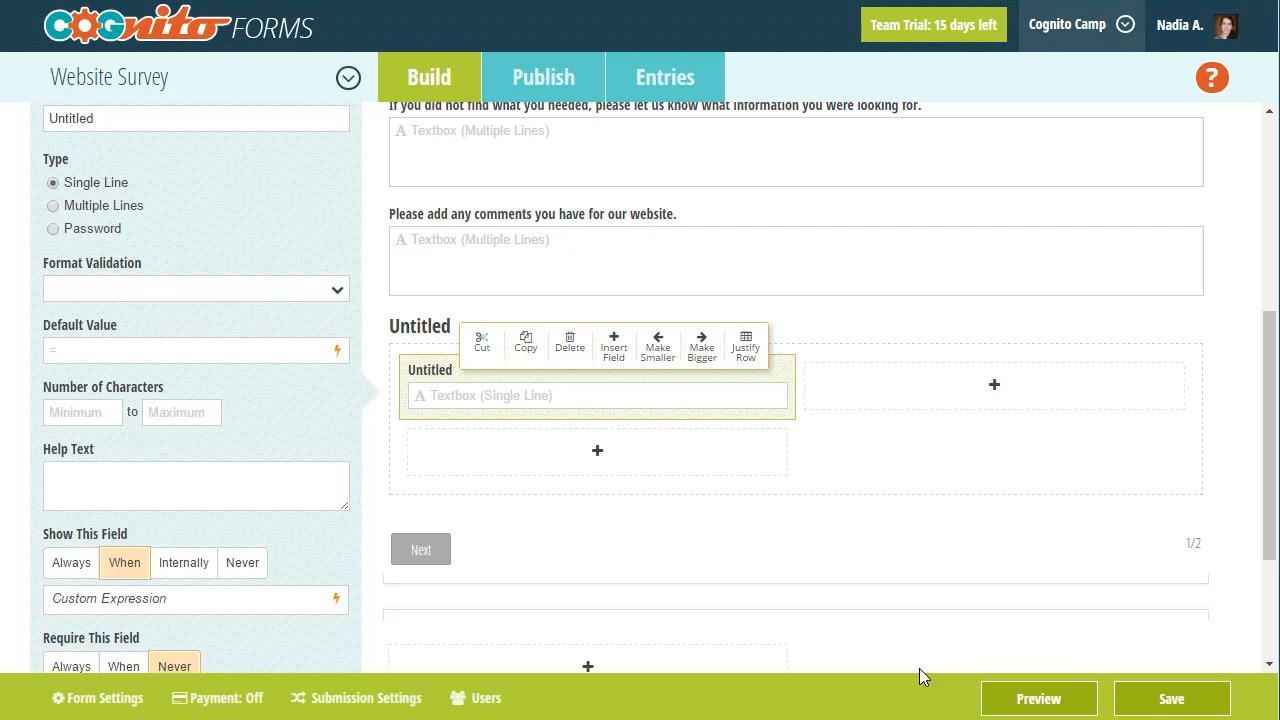 COGNITO FORMS
Team Trial: 15 days left
Cognito Camp
Nadia A.
Website Survey
Build
Publish
Entries
?
Untitled
Type
Single Line
Multiple Lines
Password
Format Validation
Default Value
=
Number of Characters
Minimum to Maximum
Help Text
Show This Field
Always When Internally Never
Custom Expression
Require This Field
Always When Never
If you did not find what you needed, please let us know what information you were looking for.
A Textbox (Multiple Lines)
Please add any comments you have for our website.
A Textbox (Multiple Lines)
Untitled
Cut
Copy
Delete
Insert Field
Make Smaller
Make Bigger
Justify Row
Untitled
A Textbox (Single Line)
+
+
Next
1/2
+
Form Settings
Payment: Off
Submission Settings
Users
Preview
Save